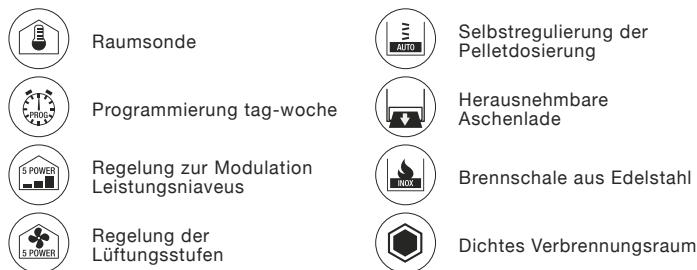 Raumsonde
PROG.
Programmierung tag-woche
5 POWER
Regelung zur Modulation
Leistungsniaveus
5 POWER
Regelung der
Lüftungsstufen
AUTO
Selbstregulierung der
Pelletdosierung
Herausnehmbare
Aschenlade
INOX
Brennschale aus Edelstahl
Dichtes Verbrennungsraum